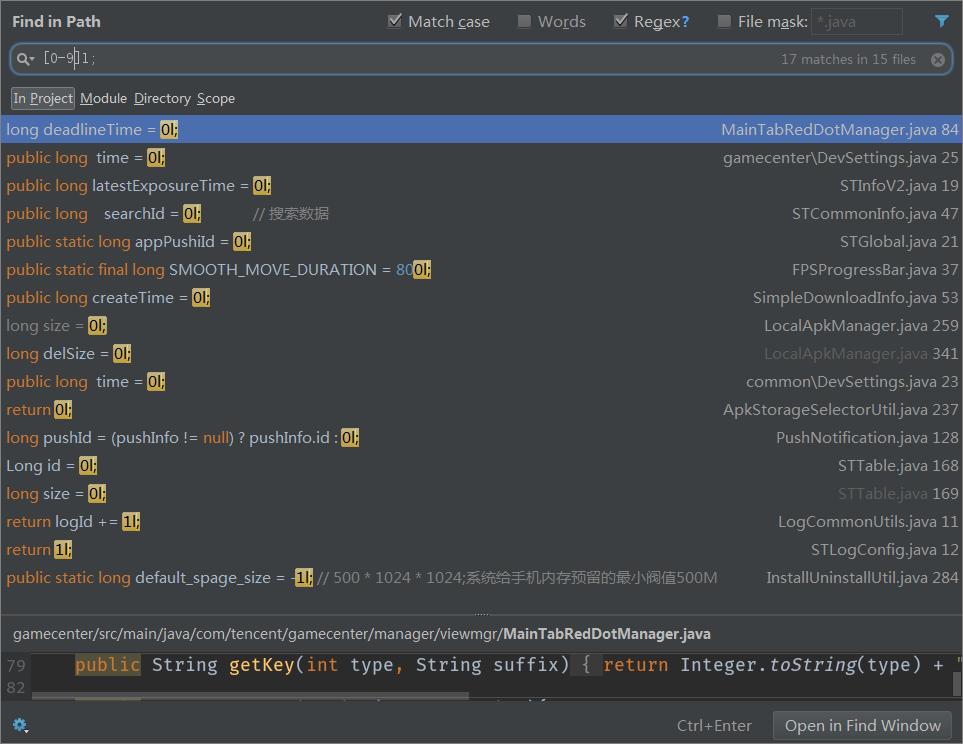 Find in Path Match case Words Regex? File mask: *.java
[0-9]l; 17 matches in 15 files
In Project Module Directory Scope
long deadlineTime = 0l; MainTabRedDotManager.java 84
public long time = 0l; gamecenter\DevSettings.java 25
public long latestExposureTime = 0l; STInfoV2.java 19
public long searchId = 0l; // 搜索数据 STCommonInfo.java 47
public static long appPushiId = 0l; STGlobal.java 21
public static final long SMOOTH_MOVE_DURATION = 800l; FPSProgressBar.java 37
public long createTime = 0l; SimpleDownloadInfo.java 53
long size = 0l; LocalApkManager.java 259
long delSize = 0l; LocalApkManager.java 341
public long time = 0l; common\DevSettings.java 23
return 0l; ApkStorageSelectorUtil.java 237
long pushId = (pushInfo != null) ? pushInfo.id : 0l; PushNotification.java 128
Long id = 0l; STTable.java 168
long size = 0l; STTable.java 169
return logId += 1l; LogCommonUtils.java 11
return 1l; STLogConfig.java 12
public static long default_spage_size = -1l; // 500 * 1024 * 1024;系统给手机内存预留的最小阀值500M InstallUninstallUtil.java 284
gamecenter/src/main/java/com/tencent/gamecenter/manager/viewmgr/MainTabRedDotManager.java
79 public String getKey(int type, String suffix) { return Integer.toString(type) + "
82
Ctrl+Enter Open in Find Window